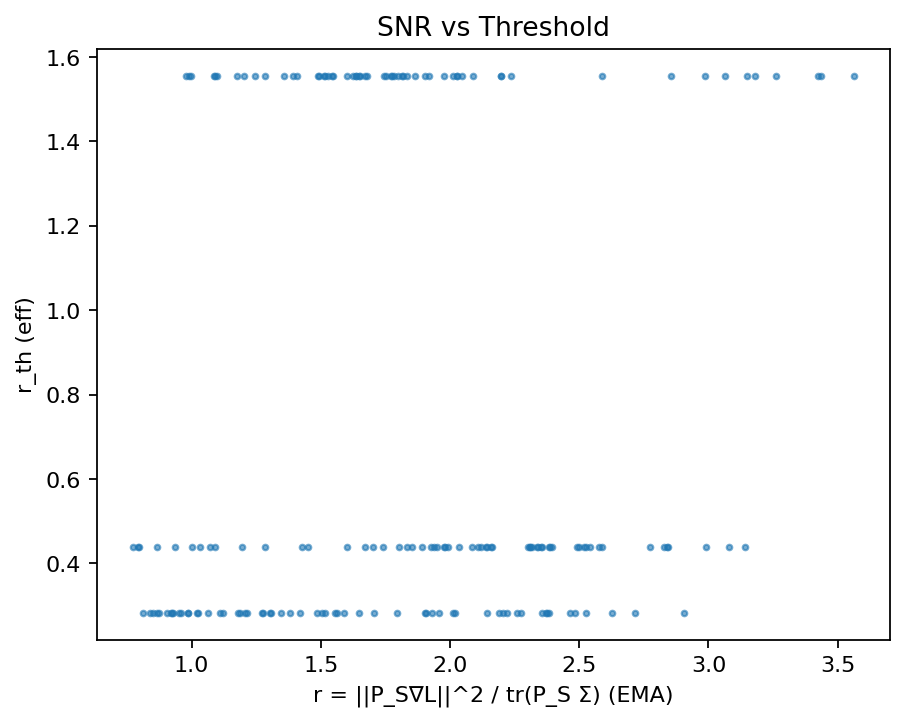 SNR vs Threshold
1.6
1.4
1.2
1.0
0.8
0.6
0.4
r_th (eff)
1.0 1.5 2.0 2.5 3.0 3.5
r = ||P_S∇L||^2 / tr(P_S Σ) (EMA)